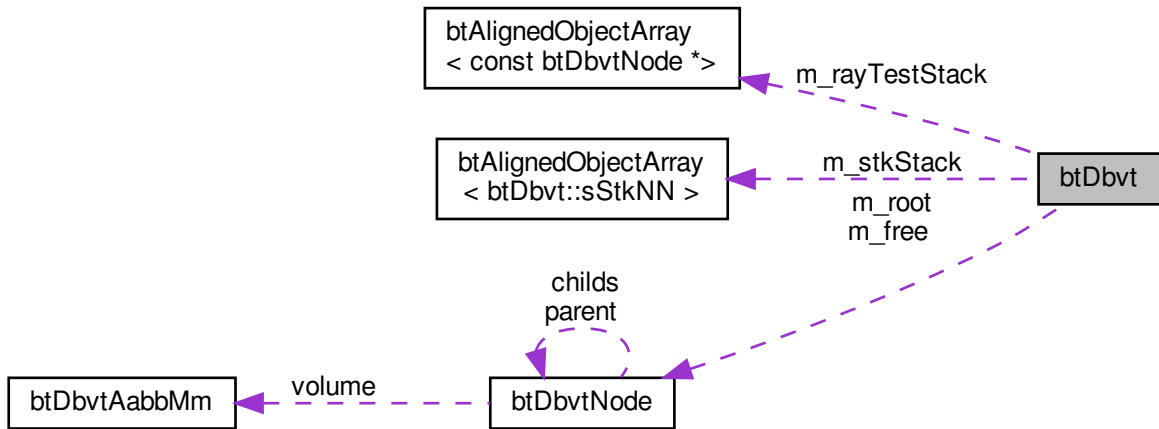 btAlignedObjectArray
< const btDbvtNode *>
m_rayTestStack
btAlignedObjectArray
< btDbvt::sStkNN >
m_stkStack
btDbvt
m_root
m_free
childs
parent
btDbvtAabbMm
volume
btDbvtNode